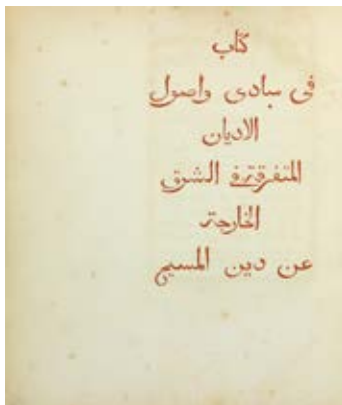 كتاب
فى مبادى واصول
الاديان
المتفرقة فى الشرق
الخارجة
عن دين المسيح